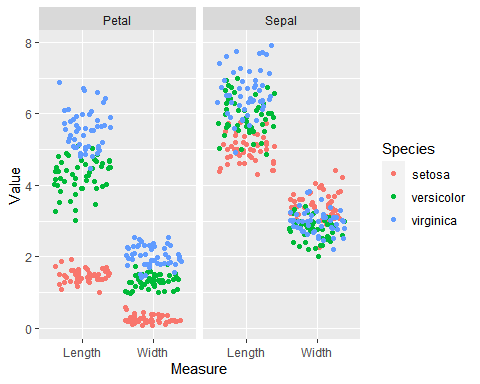 Petal Sepal
8
6
4
2
0
Value
Length Width Length Width
Measure
Species
setosa
versicolor
virginica